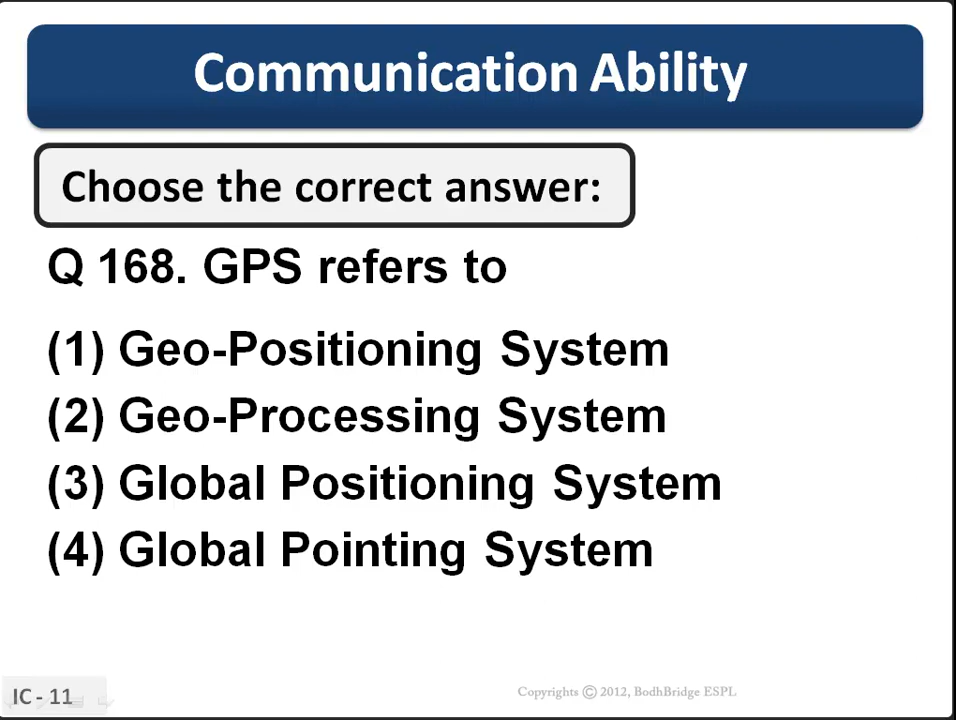 Communication Ability
Choose the correct answer:
Q 168. GPS refers to
(1) Geo-Positioning System
(2) Geo-Processing System
(3) Global Positioning System
(4) Global Pointing System
IC - 11
Copyrights © 2012, BodhBridge ESPL